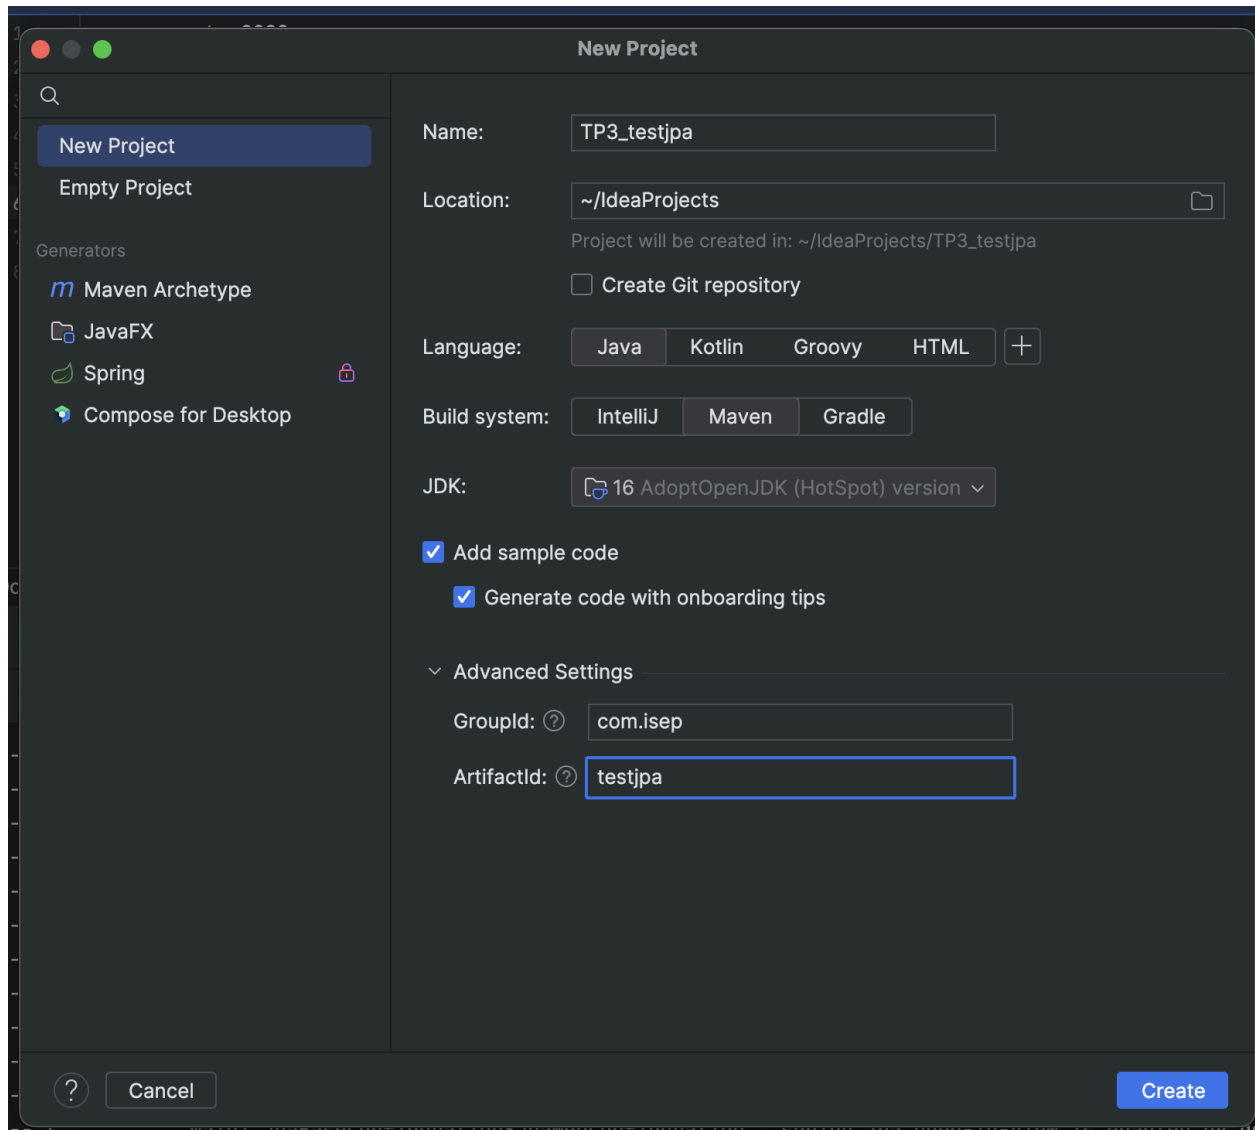 New Project
New Project
Empty Project
Generators
Maven Archetype
JavaFX
Spring
Compose for Desktop
Name: TP3_testjpa
Location: ~/IdeaProjects
Project will be created in: ~/IdeaProjects/TP3_testjpa
Create Git repository
Language: Java Kotlin Groovy HTML
Build system: IntelliJ Maven Gradle
JDK: 16 AdoptOpenJDK (HotSpot) version
Add sample code
Generate code with onboarding tips
Advanced Settings
GroupId: ? com.isep
ArtifactId: ? testjpa
? Cancel Create